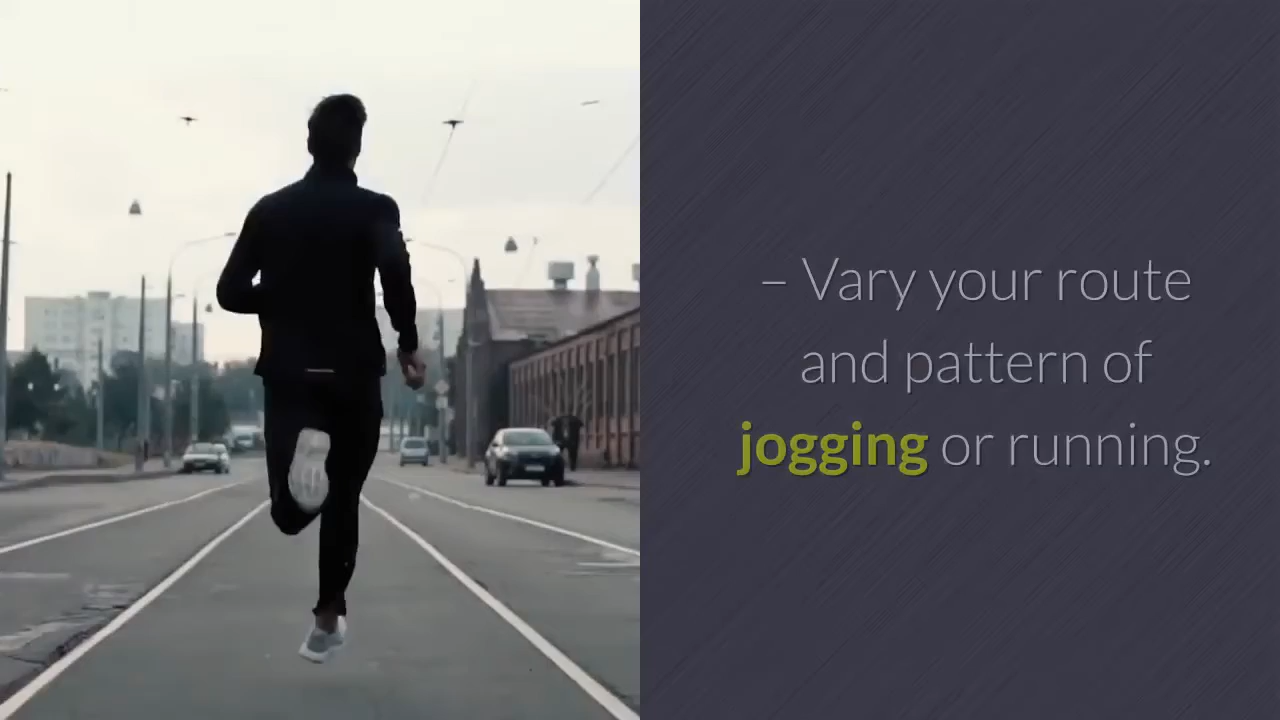 – Vary your route
and pattern of
jogging or running.